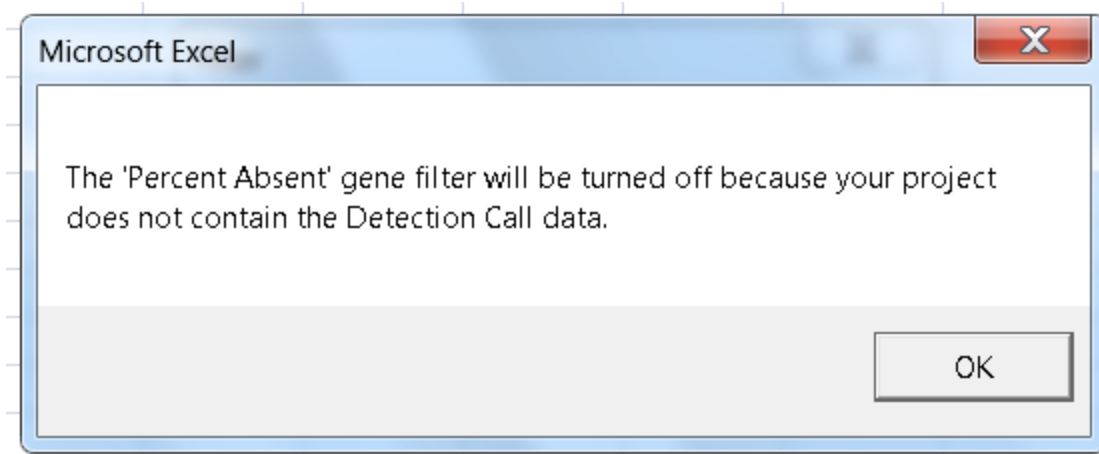 Microsoft Excel
The 'Percent Absent' gene filter will be turned off because your project
does not contain the Detection Call data.
OK